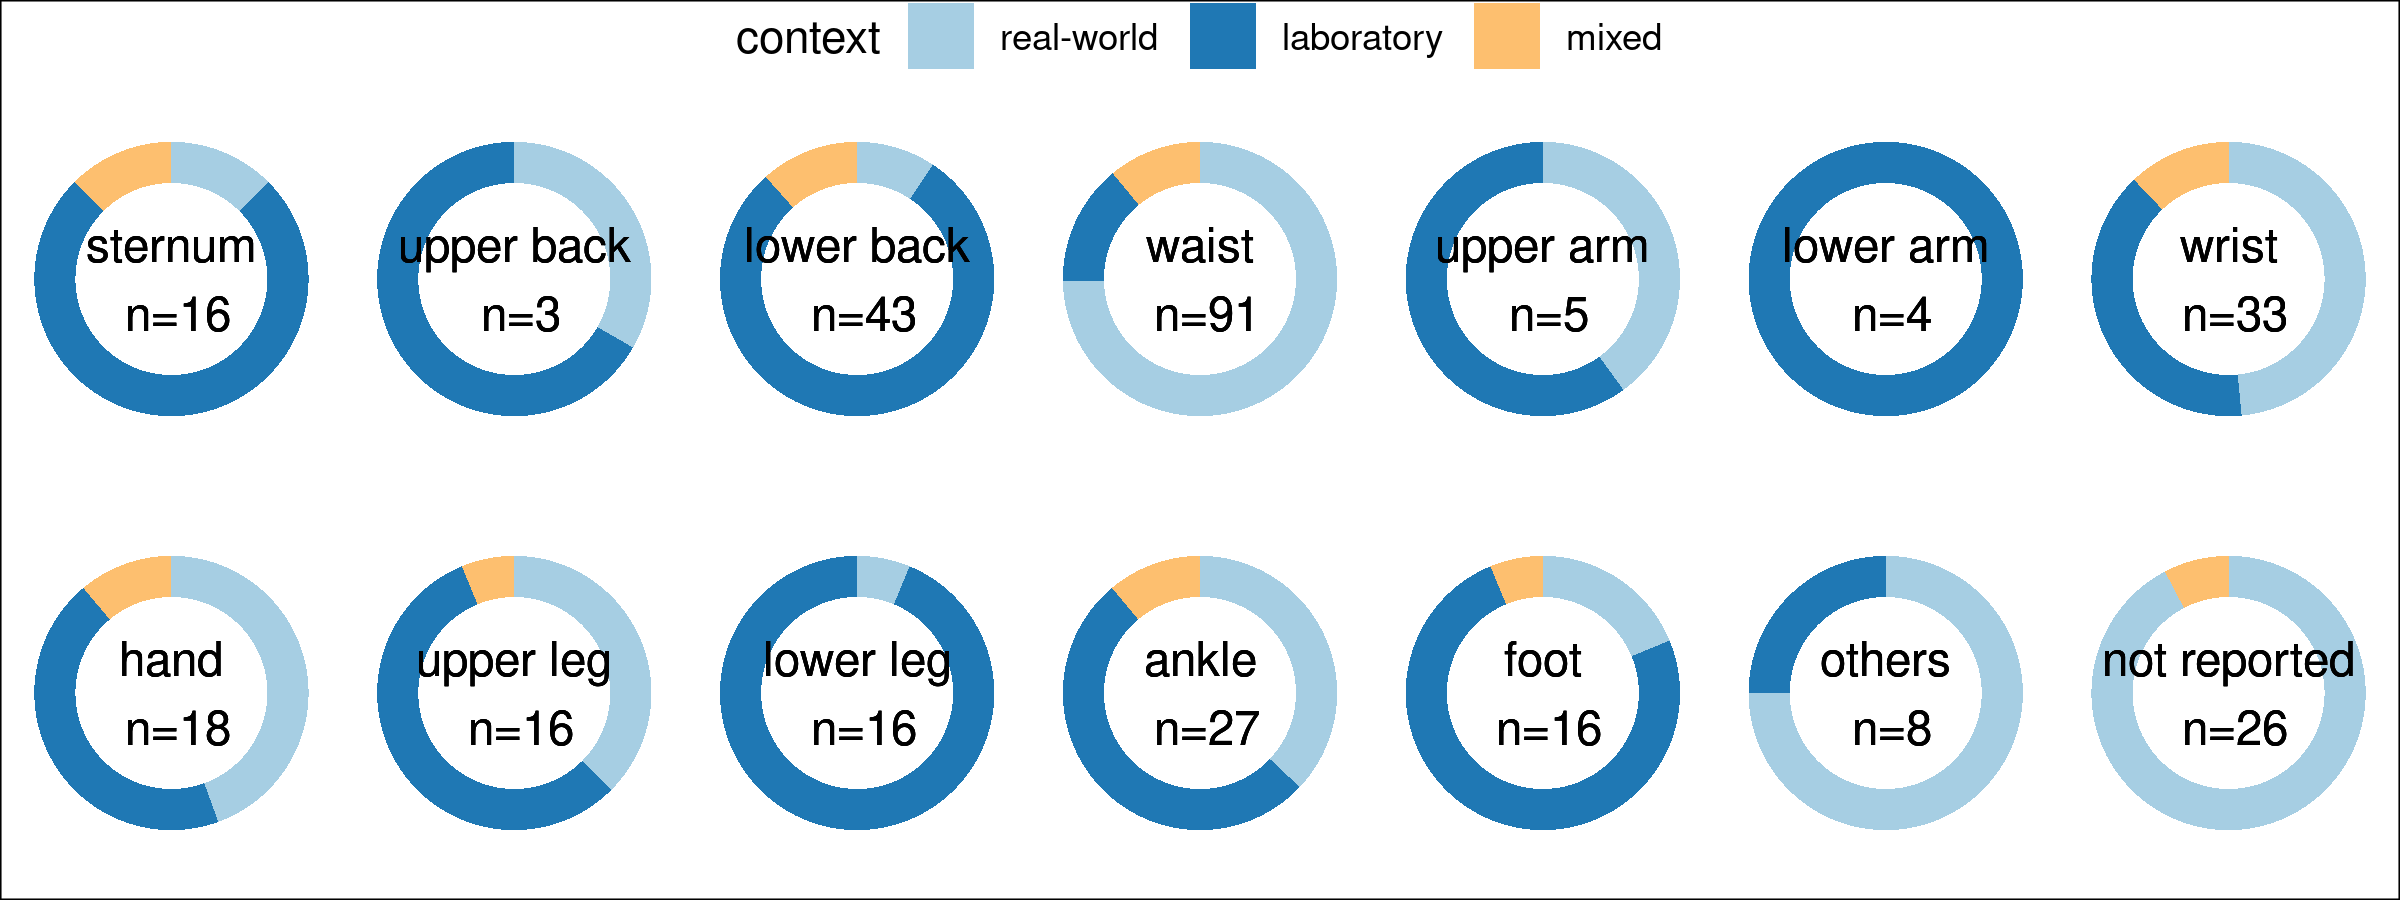 context real-world laboratory mixed
sternum
n=16
upper back
n=3
lower back
n=43
waist
n=91
upper arm
n=5
lower arm
n=4
wrist
n=33
hand
n=18
upper leg
n=16
lower leg
n=16
ankle
n=27
foot
n=16
others
n=8
not reported
n=26